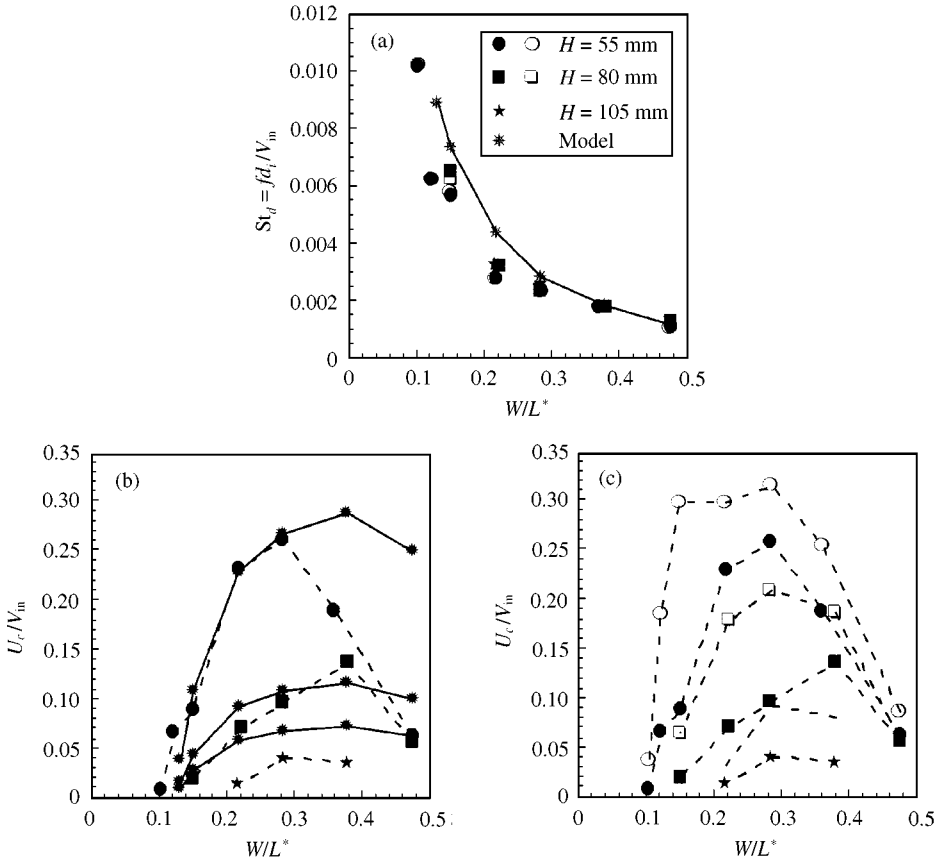 (a)
H = 55 mm
H = 80 mm
H = 105 mm
Model
St_d = fd_i/V_in
0.010
0.008
0.006
0.004
0.002
0
0 0.1 0.2 0.3 0.4 0.5
W/L*
(b)
U_c/V_in
0.35
0.30
0.25
0.20
0.15
0.10
0.05
0
0 0.1 0.2 0.3 0.4 0.5
W/L*
(c)
U_c/V_in
0.35
0.30
0.25
0.20
0.15
0.10
0.05
0
0 0.1 0.2 0.3 0.4 0.5
W/L*